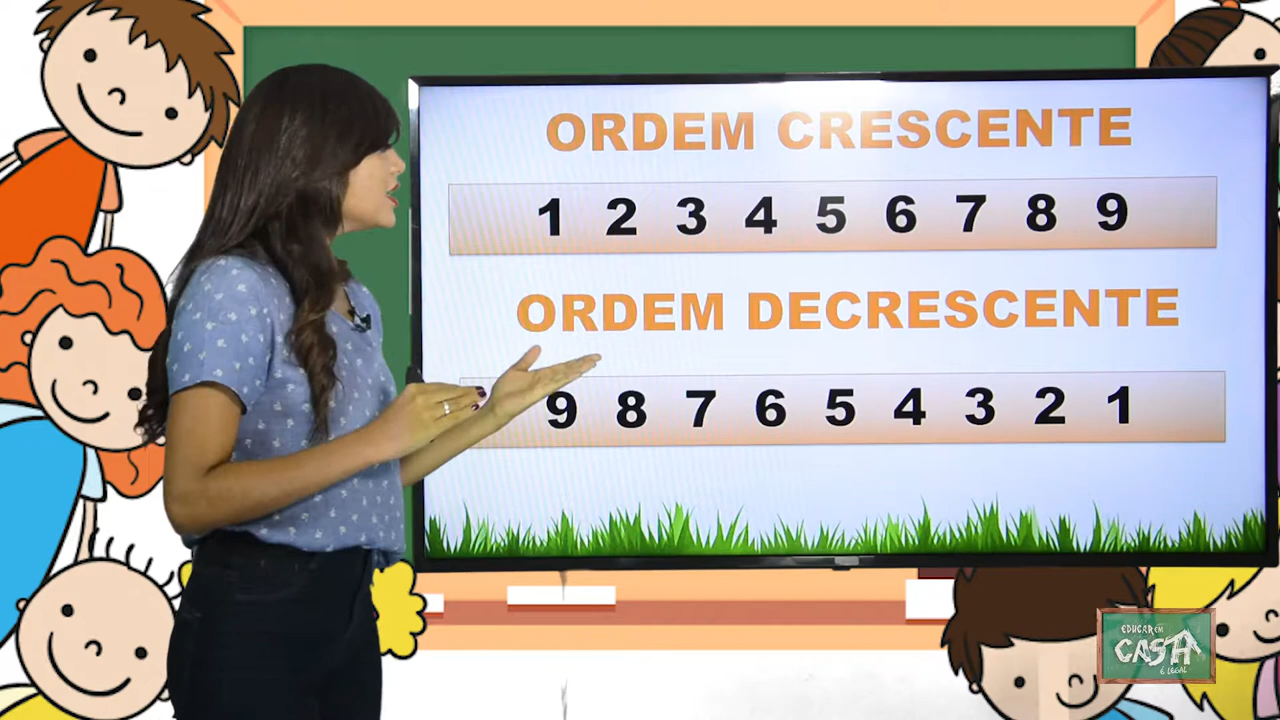 ORDEM CRESCENTE
1 2 3 4 5 6 7 8 9
ORDEM DECRESCENTE
9 8 7 6 5 4 3 2 1
EDUCAR EM
CASA
É LEGAL